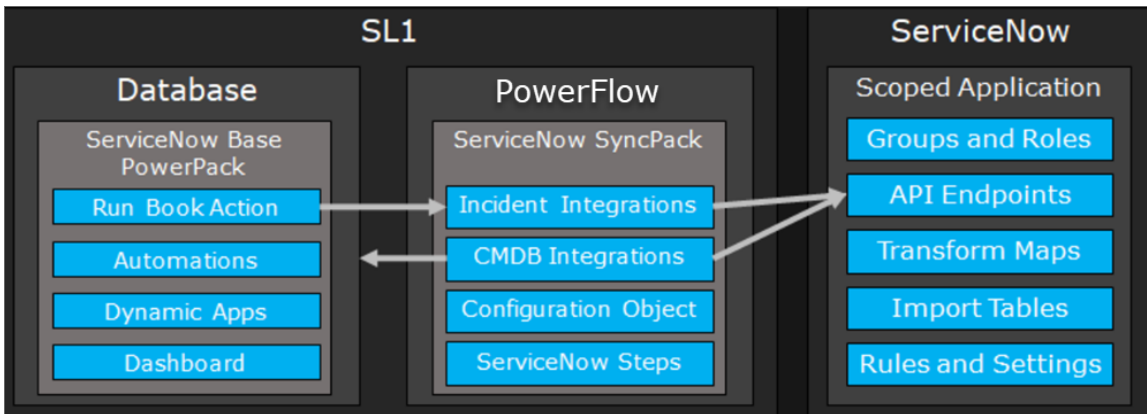 SL1
Database
ServiceNow Base
PowerPack
Run Book Action
Automations
Dynamic Apps
Dashboard
PowerFlow
ServiceNow SyncPack
Incident Integrations
CMDB Integrations
Configuration Object
ServiceNow Steps
ServiceNow
Scoped Application
Groups and Roles
API Endpoints
Transform Maps
Import Tables
Rules and Settings